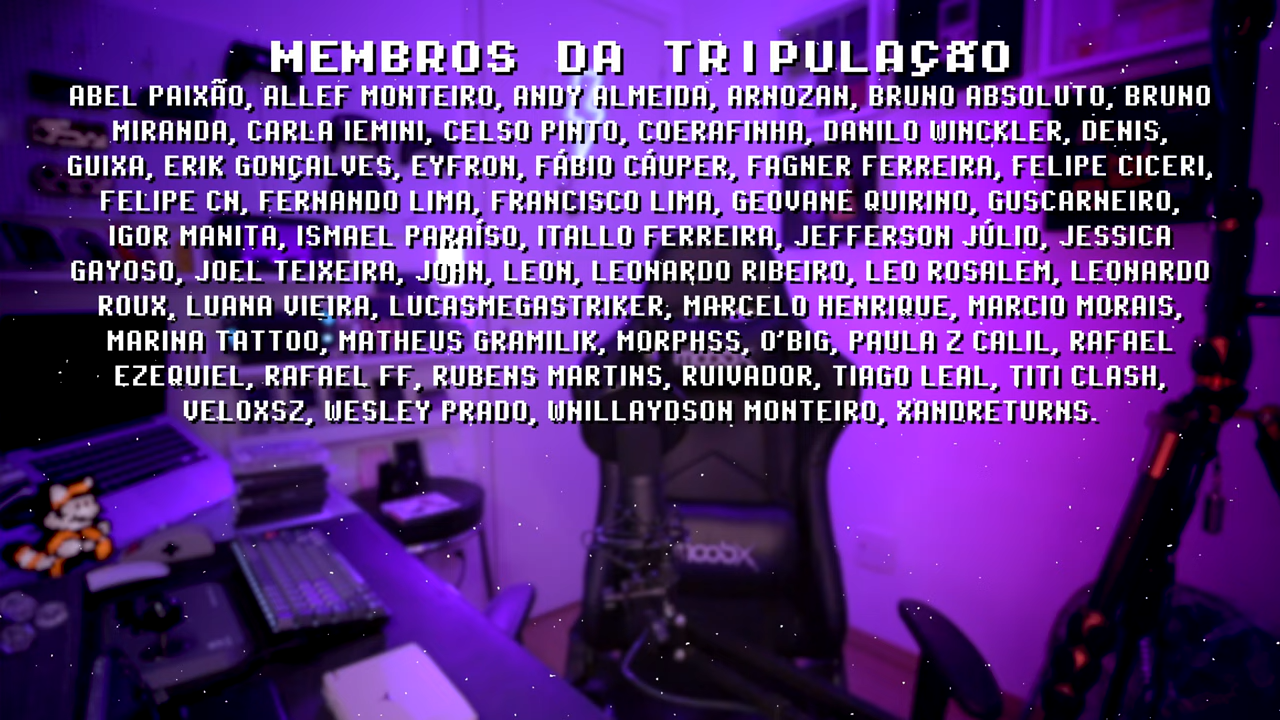 MEMBROS DA TRIPULAÇÃO
ABEL PAIXÃO, ALLEF MONTEIRO, ANDY ALMEIDA, ARNOZAN, BRUNO ABSOLUTO, BRUNO
MIRANDA, CARLA IEMINI, CELSO PINTO, COERAFINHA, DANILO WINCKLER, DENIS,
GUIXA, ERIK GONÇALVES, EYFRON, FÁBIO CÁUPER, FAGNER FERREIRA, FELIPE CICERI,
FELIPE CN, FERNANDO LIMA, FRANCISCO LIMA, GEOVANE QUIRINO, GUSCARNEIRO,
IGOR MANITA, ISMAEL PARAÍSO, ITALLO FERREIRA, JEFFERSON JÚLIO, JESSICA
GAYOSO, JOEL TEIXEIRA, JOHN, LEON, LEONARDO RIBEIRO, LEO ROSALEM, LEONARDO
ROUX, LUANA VIEIRA, LUCASMEGASTRIKER, MARCELO HENRIQUE, MARCIO MORAIS,
MARINA TATTOO, MATHEUS GRAMILIK, MORPHSS, O'BIG, PAULA Z CALIL, RAFAEL
EZEQUIEL, RAFAEL FF, RUBENS MARTINS, RUIVADOR, TIAGO LEAL, TITI CLASH,
VELOXSZ, WESLEY PRADO, WNILLAYDSON MONTEIRO, XANDRETURNS.
noobx